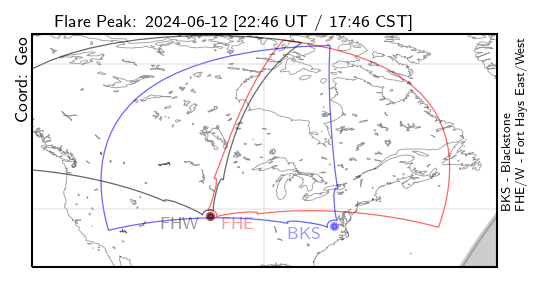 Flare Peak: 2024-06-12 [22:46 UT / 17:46 CST]
Coord: Geo
FHW
FHE
BKS
BKS - Blackstone
FHE/W - Fort Hays East/West